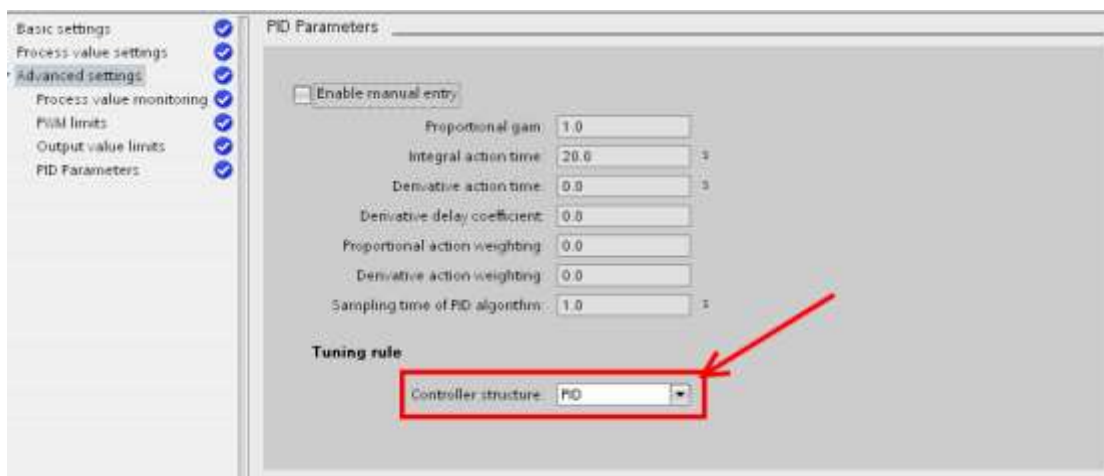 Basic settings
Process value settings
Advanced settings
Process value monitoring
PWM limits
Output value limits
PID Parameters
PID Parameters
Enable manual entry
Proportional gain: 1.0
Integral action time: 20.0 s
Derivative action time: 0.0 s
Derivative delay coefficient: 0.0
Proportional action weighting: 0.0
Derivative action weighting: 0.0
Sampling time of PID algorithm: 1.0 s
Tuning rule
Controller structure: PID